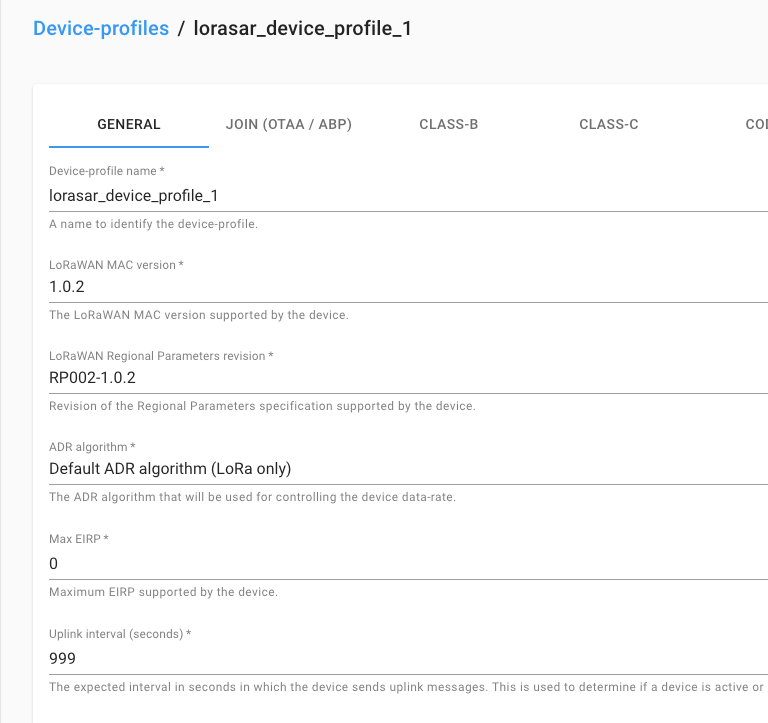 Device-profiles / lorasar_device_profile_1
GENERAL JOIN (OTAA / ABP) CLASS-B CLASS-C
Device-profile name *
lorasar_device_profile_1
A name to identify the device-profile.
LoRaWAN MAC version *
1.0.2
The LoRaWAN MAC version supported by the device.
LoRaWAN Regional Parameters revision *
RP002-1.0.2
Revision of the Regional Parameters specification supported by the device.
ADR algorithm *
Default ADR algorithm (LoRa only)
The ADR algorithm that will be used for controlling the device data-rate.
Max EIRP *
0
Maximum EIRP supported by the device.
Uplink interval (seconds) *
999
The expected interval in seconds in which the device sends uplink messages. This is used to determine if a device is active or